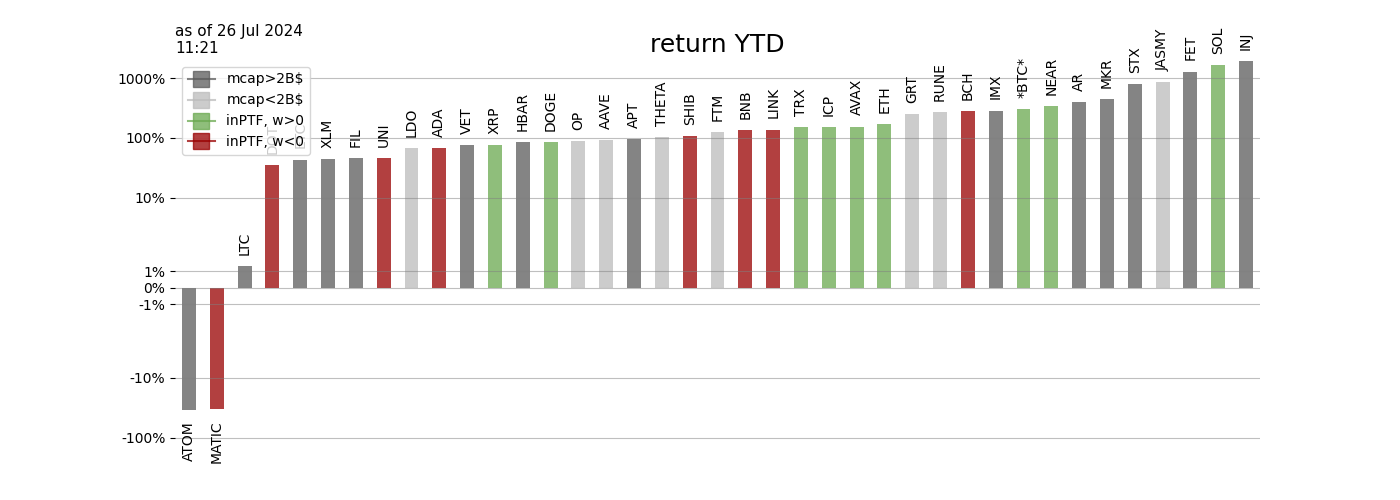 as of 26 Jul 2024
11:21
return YTD
mcap>2B$
mcap<2B$
inPTF, w>0
inPTF, w<0
1000%
100%
10%
1%
0%
-1%
-10%
-100%
ATOM
MATIC
LTC
DOT
ETC
XLM
FIL
UNI
LDO
ADA
VET
XRP
HBAR
DOGE
OP
AAVE
APT
THETA
SHIB
FTM
BNB
LINK
TRX
ICP
AVAX
ETH
GRT
RUNE
BCH
IMX
*BTC*
NEAR
AR
MKR
STX
JASMY
FET
SOL
INJ